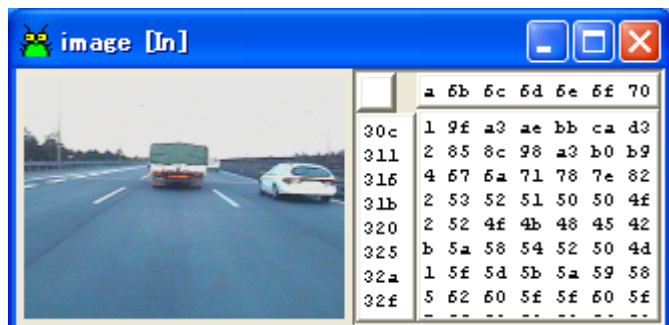 image [In]
a 6b 6c 6d 6e 6f 70
30c 1 9f a3 ae bb ca d3
311 2 85 8c 98 a3 b0 b9
316 4 67 6a 71 78 7e 82
31b 2 53 52 51 50 50 4f
320 2 52 4f 4b 48 45 42
325 b 5a 58 54 52 50 4d
32a 1 5f 5d 5b 5a 59 58
32f 5 62 60 5f 5f 60 5f